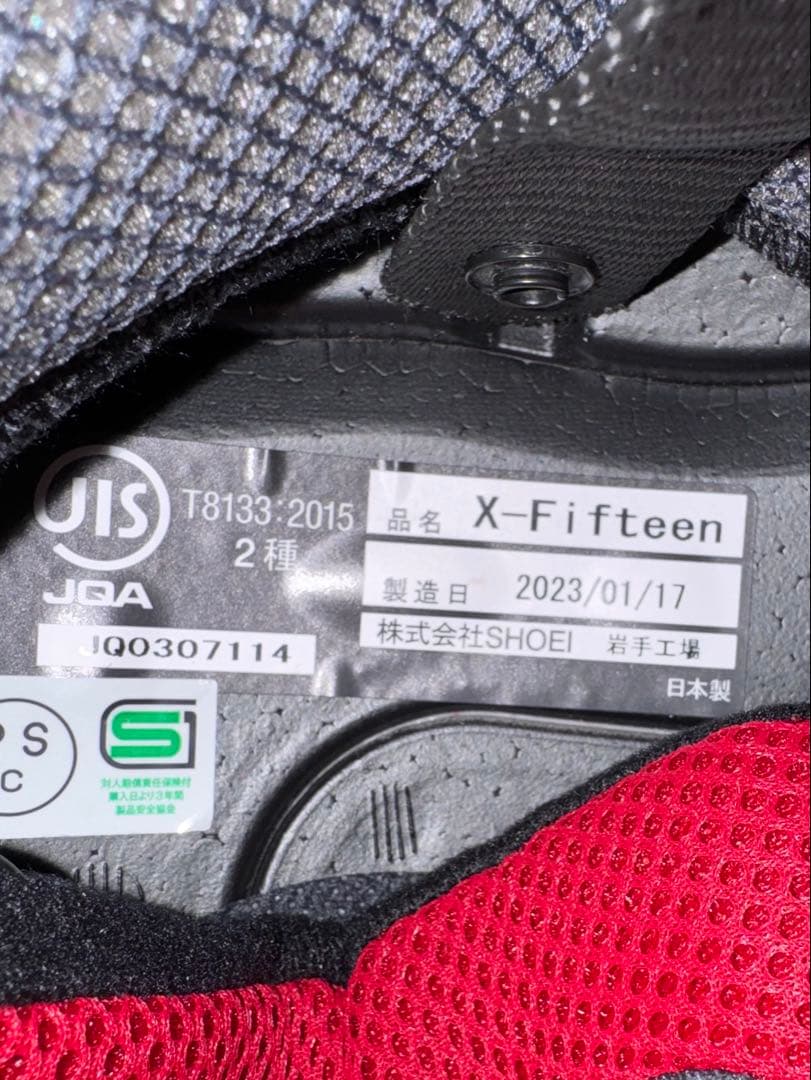 JIS
T8133:2015
2種
JQA
JQ0307114
品名 X-Fifteen
製造日 2023/01/17
株式会社SHOEI 岩手工場
日本製
P S
C
SG
対人賠償責任保険付
購入日より3年間
製品安全協会